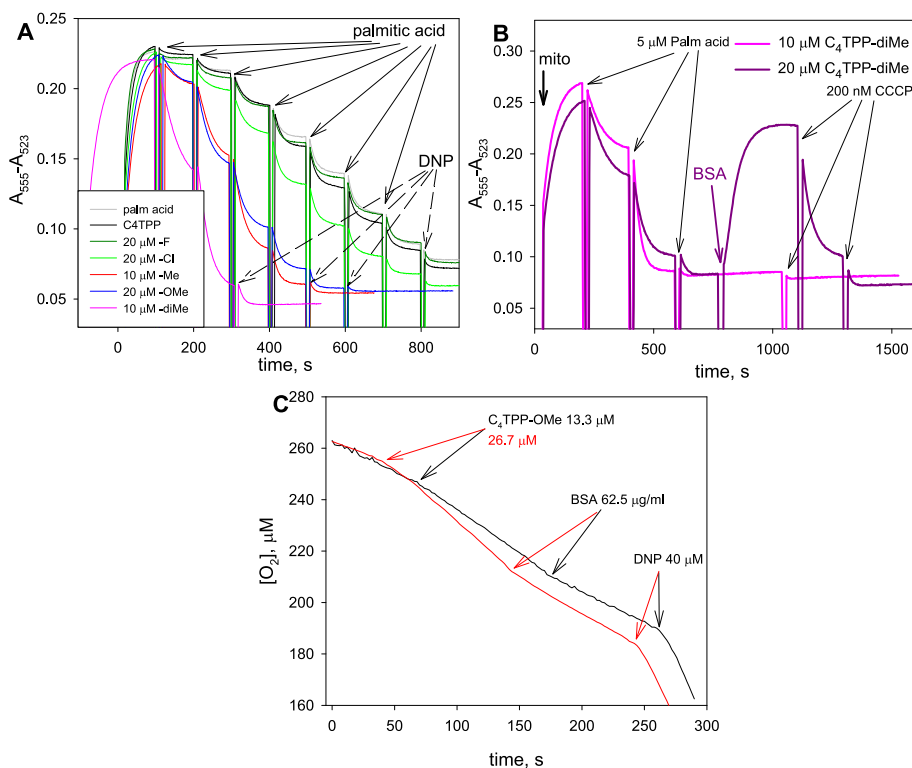 A
palmitic acid
DNP
A₅₅₅-A₅₂₃
0.25
0.20
0.15
0.10
0.05
palm acid
C4TPP
20 μM -F
20 μM -Cl
10 μM -Me
20 μM -OMe
10 μM -diMe
0 200 400 600 800
time, s
B
mito
5 μM Palm acid
10 μM C₄TPP-diMe
20 μM C₄TPP-diMe
200 nM CCCP
BSA
A₅₅₅-A₅₂₃
0.30
0.25
0.20
0.15
0.10
0.05
0 500 1000 1500
time, s
C
C₄TPP-OMe 13.3 μM
26.7 μM
BSA 62.5 μg/ml
DNP 40 μM
[O₂], μM
280
260
240
220
200
180
160
0 50 100 150 200 250 300
time, s